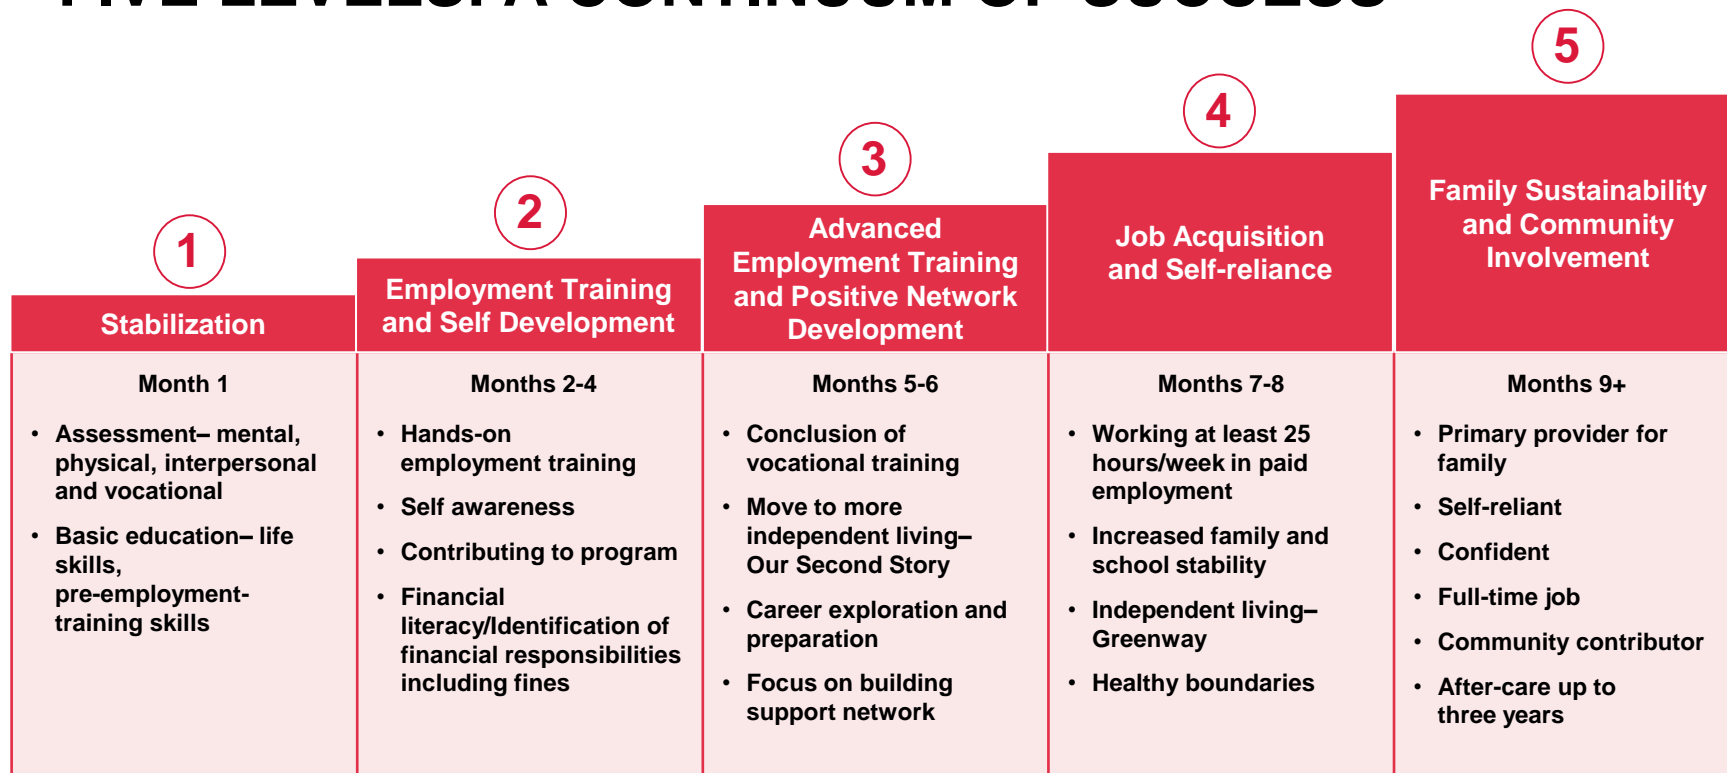 FIVE LEVELS: A CONTINUUM OF SUCCESS
1
Stabilization
Month 1
• Assessment– mental,
physical, interpersonal
and vocational
• Basic education– life
skills,
pre-employment-
training skills
2
Employment Training
and Self Development
Months 2-4
• Hands-on
employment training
• Self awareness
• Contributing to program
• Financial
literacy/Identification of
financial responsibilities
including fines
3
Advanced
Employment Training
and Positive Network
Development
Months 5-6
• Conclusion of
vocational training
• Move to more
independent living–
Our Second Story
• Career exploration and
preparation
• Focus on building
support network
4
Job Acquisition
and Self-reliance
Months 7-8
• Working at least 25
hours/week in paid
employment
• Increased family and
school stability
• Independent living–
Greenway
• Healthy boundaries
5
Family Sustainability
and Community
Involvement
Months 9+
• Primary provider for
family
• Self-reliant
• Confident
• Full-time job
• Community contributor
• After-care up to
three years